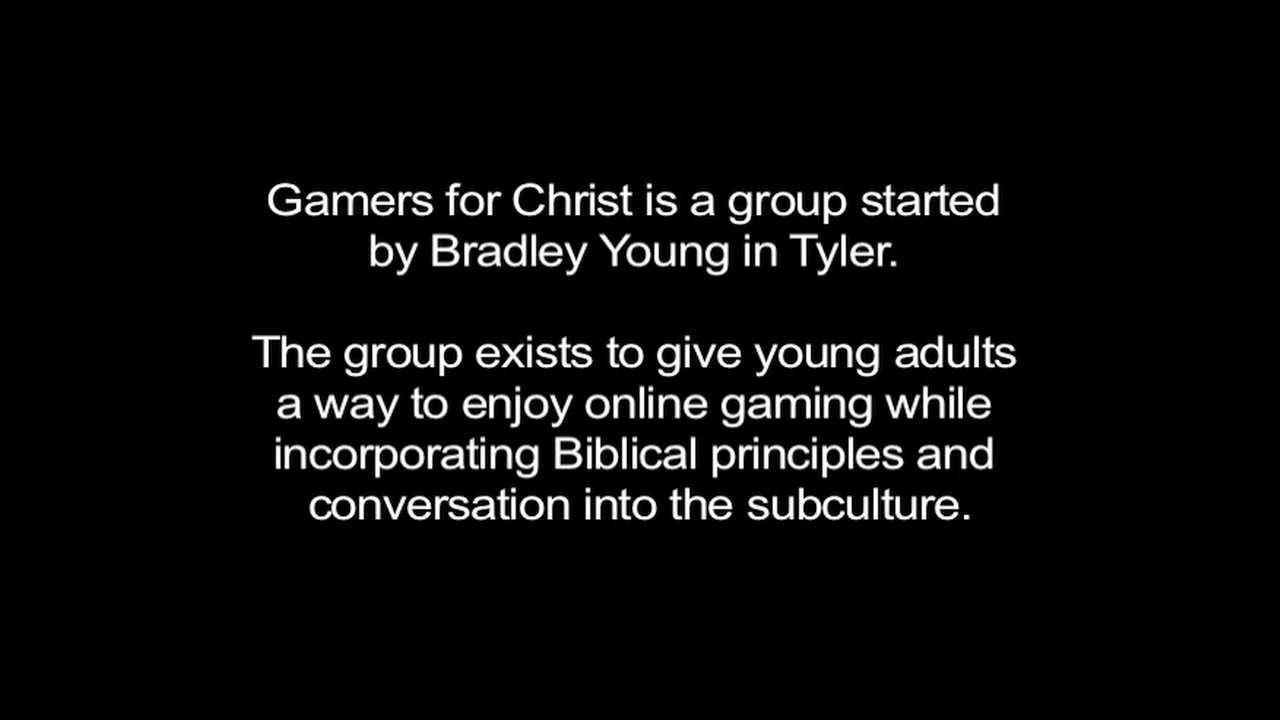 Gamers for Christ is a group started
by Bradley Young in Tyler.
The group exists to give young adults
a way to enjoy online gaming while
incorporating Biblical principles and
conversation into the subculture.